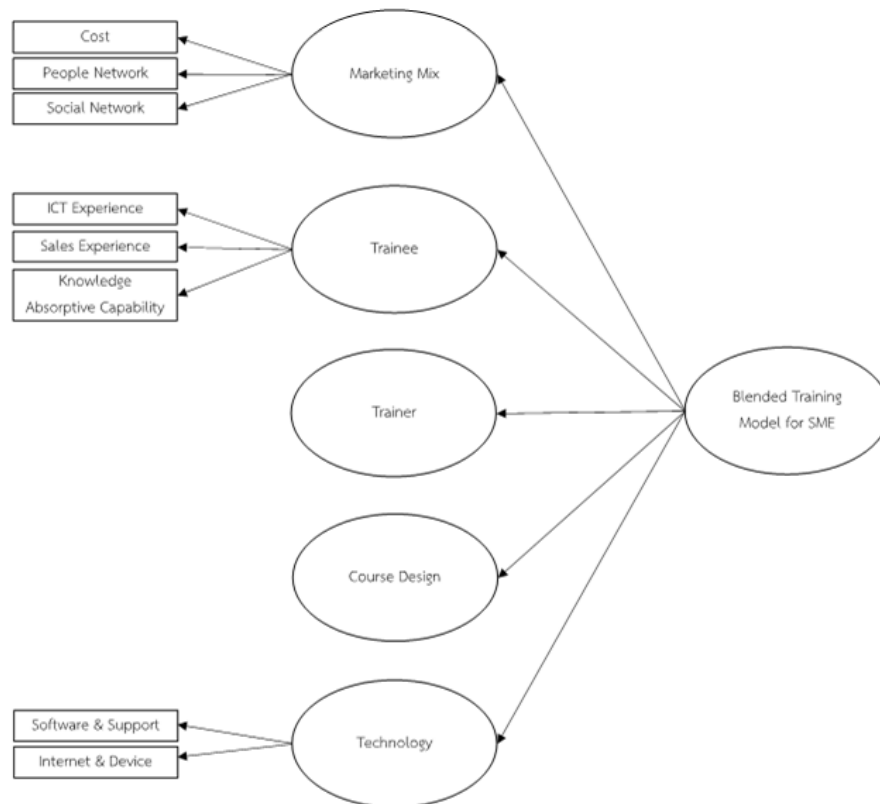 Cost
People Network
Social Network
Marketing Mix
ICT Experience
Sales Experience
Knowledge
Absorptive Capability
Trainee
Trainer
Blended Training
Model for SME
Course Design
Software & Support
Internet & Device
Technology